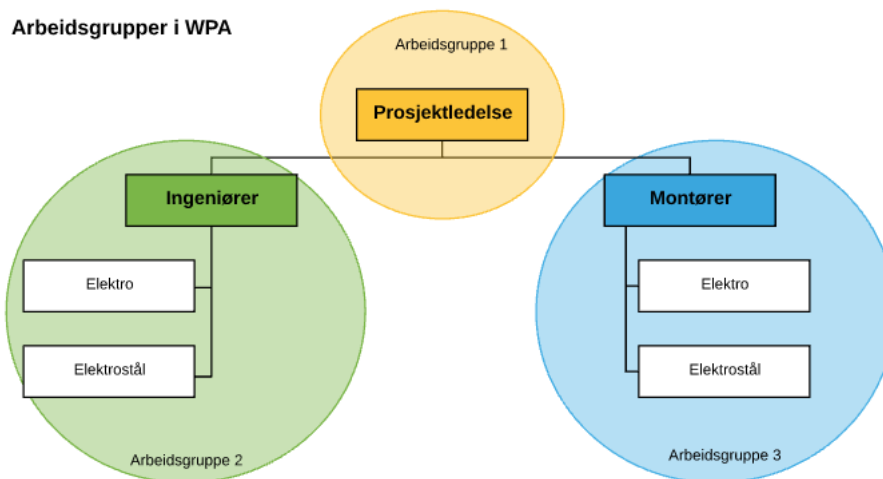 Arbeidsgrupper i WPA
Arbeidsgruppe 1
Prosjektledelse
Ingeniører
Elektro
Elektrostål
Arbeidsgruppe 2
Montører
Elektro
Elektrostål
Arbeidsgruppe 3